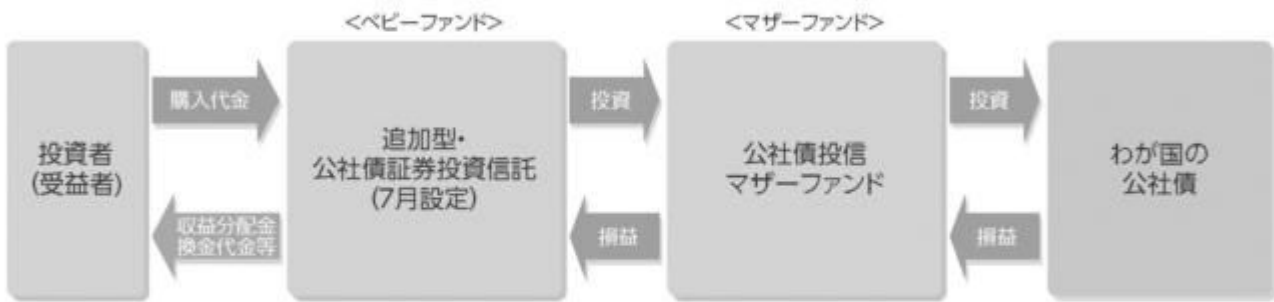 <ベビーファンド>
<マザーファンド>
投資者
(受益者)
購入代金
収益分配金
換金代金等
追加型・
公社債証券投資信託
(7月設定)
投資
損益
公社債投信
マザーファンド
投資
損益
わが国の
公社債